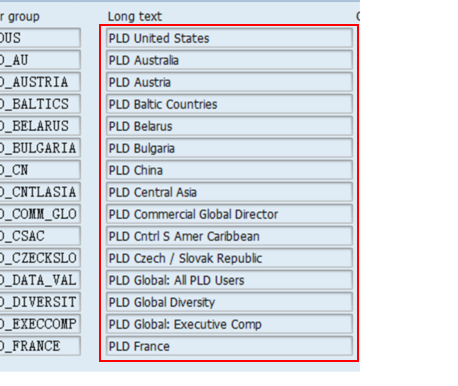 r group Long text
OUS PLD United States
D_AU PLD Australia
D_AUSTRIA PLD Austria
D_BALTICS PLD Baltic Countries
D_BELARUS PLD Belarus
D_BULGARIA PLD Bulgaria
D_CN PLD China
D_CNTLASIA PLD Central Asia
D_COMM_GLO PLD Commercial Global Director
D_CSAC PLD Cntrl S Amer Caribbean
D_CZECKSLO PLD Czech / Slovak Republic
D_DATA_VAL PLD Global: All PLD Users
D_DIVERSIT PLD Global Diversity
D_EXECCOMP PLD Global: Executive Comp
D_FRANCE PLD France